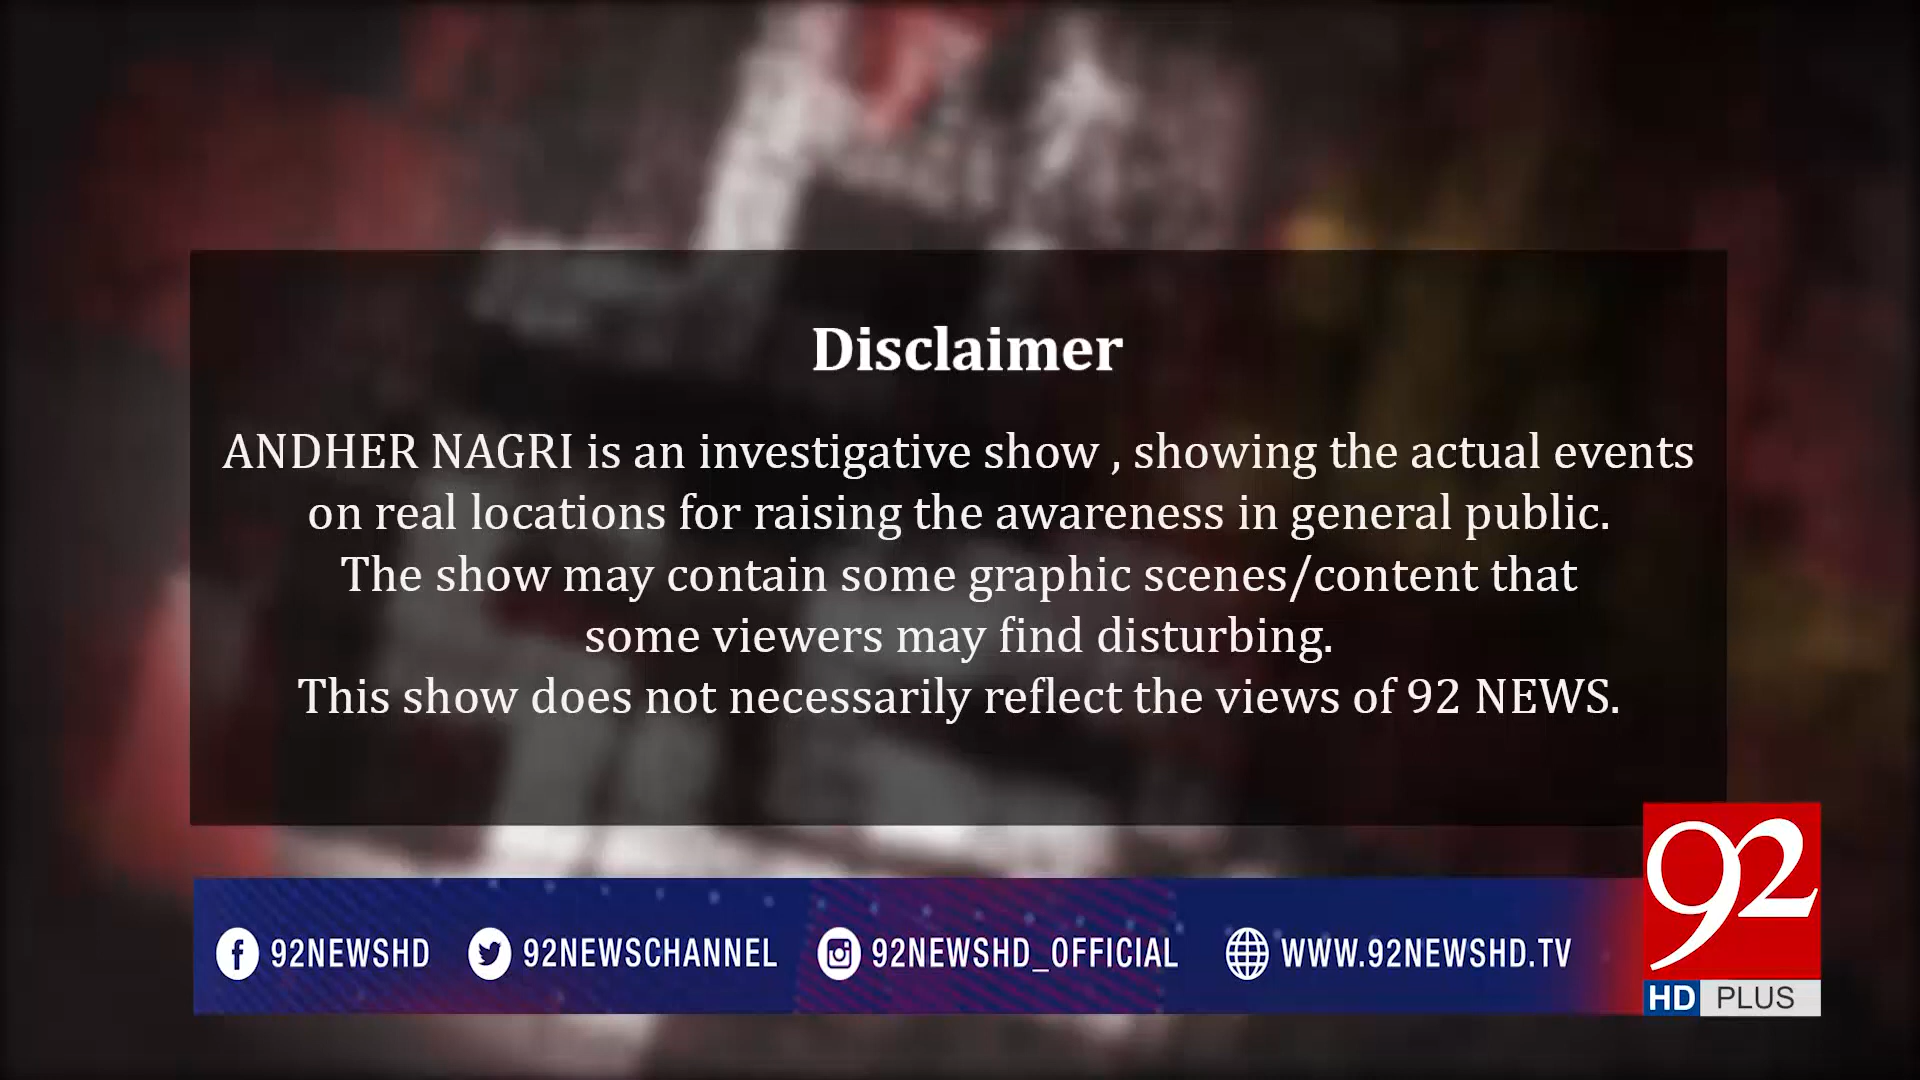 Disclaimer
ANDHER NAGRI is an investigative show , showing the actual events
on real locations for raising the awareness in general public.
The show may contain some graphic scenes/content that
some viewers may find disturbing.
This show does not necessarily reflect the views of 92 NEWS.
92NEWSHD 92NEWSCHANNEL 92NEWSHD_OFFICIAL WWW.92NEWSHD.TV
92
HD PLUS